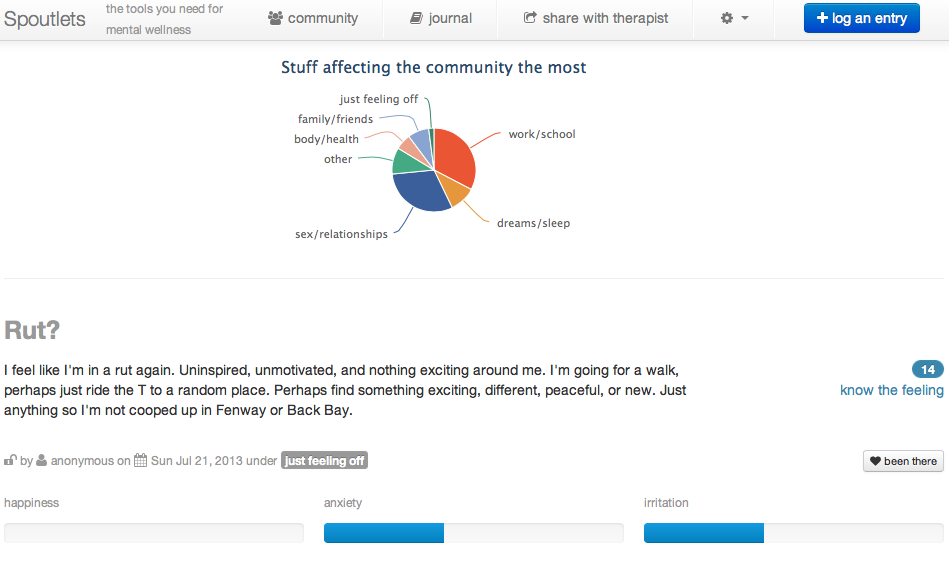 Spoutlets
the tools you need for
mental wellness
community
journal
share with therapist
log an entry
Stuff affecting the community the most
just feeling off
family/friends
body/health
other
work/school
dreams/sleep
sex/relationships
Rut?
I feel like I'm in a rut again. Uninspired, unmotivated, and nothing exciting around me. I'm going for a walk,
perhaps just ride the T to a random place. Perhaps find something exciting, different, peaceful, or new. Just
anything so I'm not cooped up in Fenway or Back Bay.
14
know the feeling
by anonymous on Sun Jul 21, 2013 under just feeling off
been there
happiness
anxiety
irritation